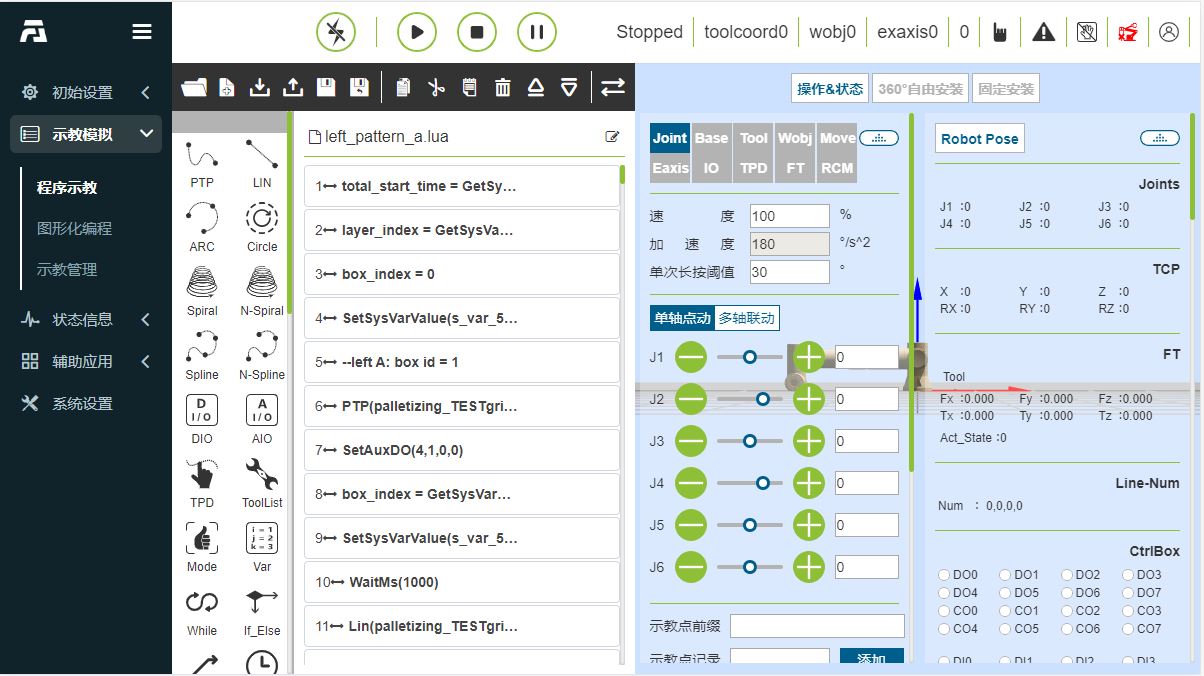 Stopped
toolcoord0
wobj0
exaxis0
0
初始设置
示教模拟
程序示教
图形化编程
示教管理
状态信息
辅助应用
系统设置
PTP
LIN
ARC
Circle
Spiral
N-Spiral
Spline
N-Spline
D
I/O
DIO
A
I/O
AIO
TPD
ToolList
Mode
i = 1
j = 2
k = 3
Var
While
If_Else
left_pattern_a.lua
1 total_start_time = GetSy…
2 layer_index = GetSysVa…
3 box_index = 0
4 SetSysVarValue(s_var_5…
5 --left A: box id = 1
6 PTP(palletizing_TESTgri…
7 SetAuxDO(4,1,0,0)
8 box_index = GetSysVar…
9 SetSysVarValue(s_var_5…
10 WaitMs(1000)
11 Lin(palletizing_TESTgri…
操作&状态
360°自由安装
固定安装
Joint Base Tool Wobj Move
Eaxis IO TPD FT RCM
速 度 100 %
加 速 度 180 °/s^2
单次长按阈值 30 °
单轴点动 多轴联动
J1 0
J2 0
J3 0
J4 0
J5 0
J6 0
示教点前缀
示教点记录 添加
Robot Pose
Joints
J1 :0 J2 :0 J3 :0
J4 :0 J5 :0 J6 :0
TCP
X :0 Y :0 Z :0
RX :0 RY :0 RZ :0
FT
Tool
Fx :0.000 Fy :0.000 Fz :0.000
Tx :0.000 Ty :0.000 Tz :0.000
Act_State :0
Line-Num
Num : 0,0,0,0
CtrlBox
DO0 DO1 DO2 DO3
DO4 DO5 DO6 DO7
CO0 CO1 CO2 CO3
CO4 CO5 CO6 CO7
DI0 DI1 DI2 DI3